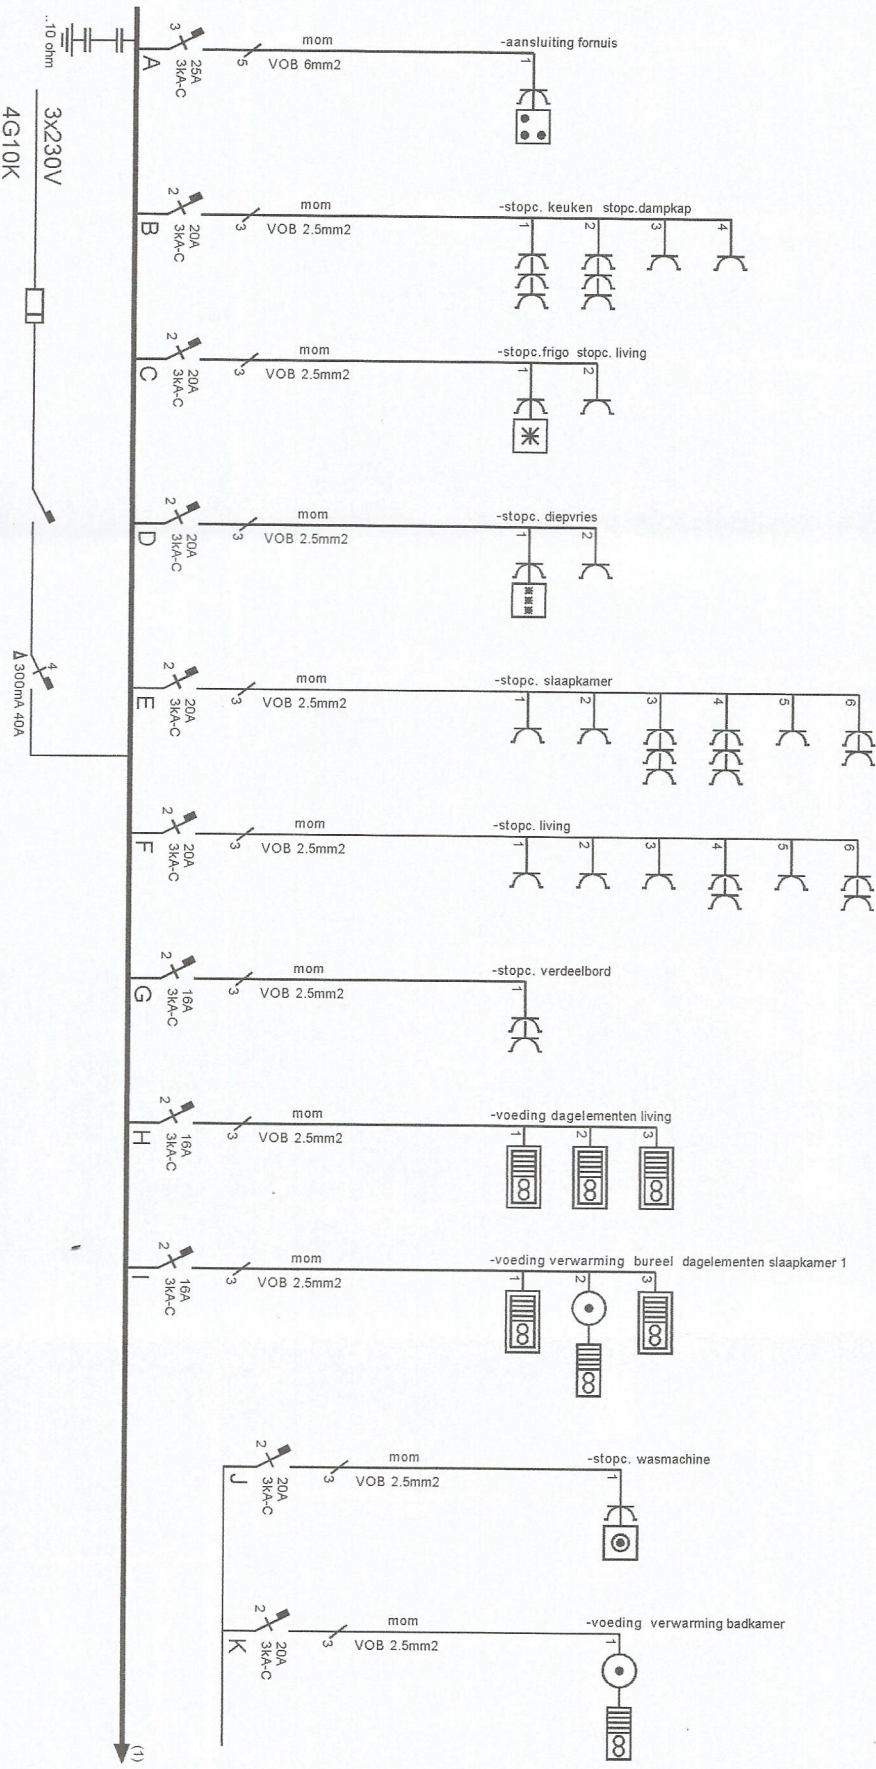 ..10 ohm
3x230V
4G10K
Δ 300mA 40A
4
A
3
25A
3kA-C
5
mom
VOB 6mm2
-aansluiting fornuis
1
B
2
20A
3kA-C
3
mom
VOB 2.5mm2
-stopc. keuken stopc.dampkap
1 2 3 4
C
2
20A
3kA-C
3
mom
VOB 2.5mm2
-stopc.frigo stopc. living
1 2
D
2
20A
3kA-C
3
mom
VOB 2.5mm2
-stopc. diepvries
1 2
E
2
20A
3kA-C
3
mom
VOB 2.5mm2
-stopc. slaapkamer
1 2 3 4 5 6
F
2
20A
3kA-C
3
mom
VOB 2.5mm2
-stopc. living
1 2 3 4 5 6
G
2
16A
3kA-C
3
mom
VOB 2.5mm2
-stopc. verdeelbord
1
H
2
16A
3kA-C
3
mom
VOB 2.5mm2
-voeding dagelementen living
1 2 3
I
2
16A
3kA-C
3
mom
VOB 2.5mm2
-voeding verwarming bureel dagelementen slaapkamer 1
1 2 3
J
2
20A
3kA-C
3
mom
VOB 2.5mm2
-stopc. wasmachine
1
K
2
20A
3kA-C
3
mom
VOB 2.5mm2
-voeding verwarming badkamer
1
(1)